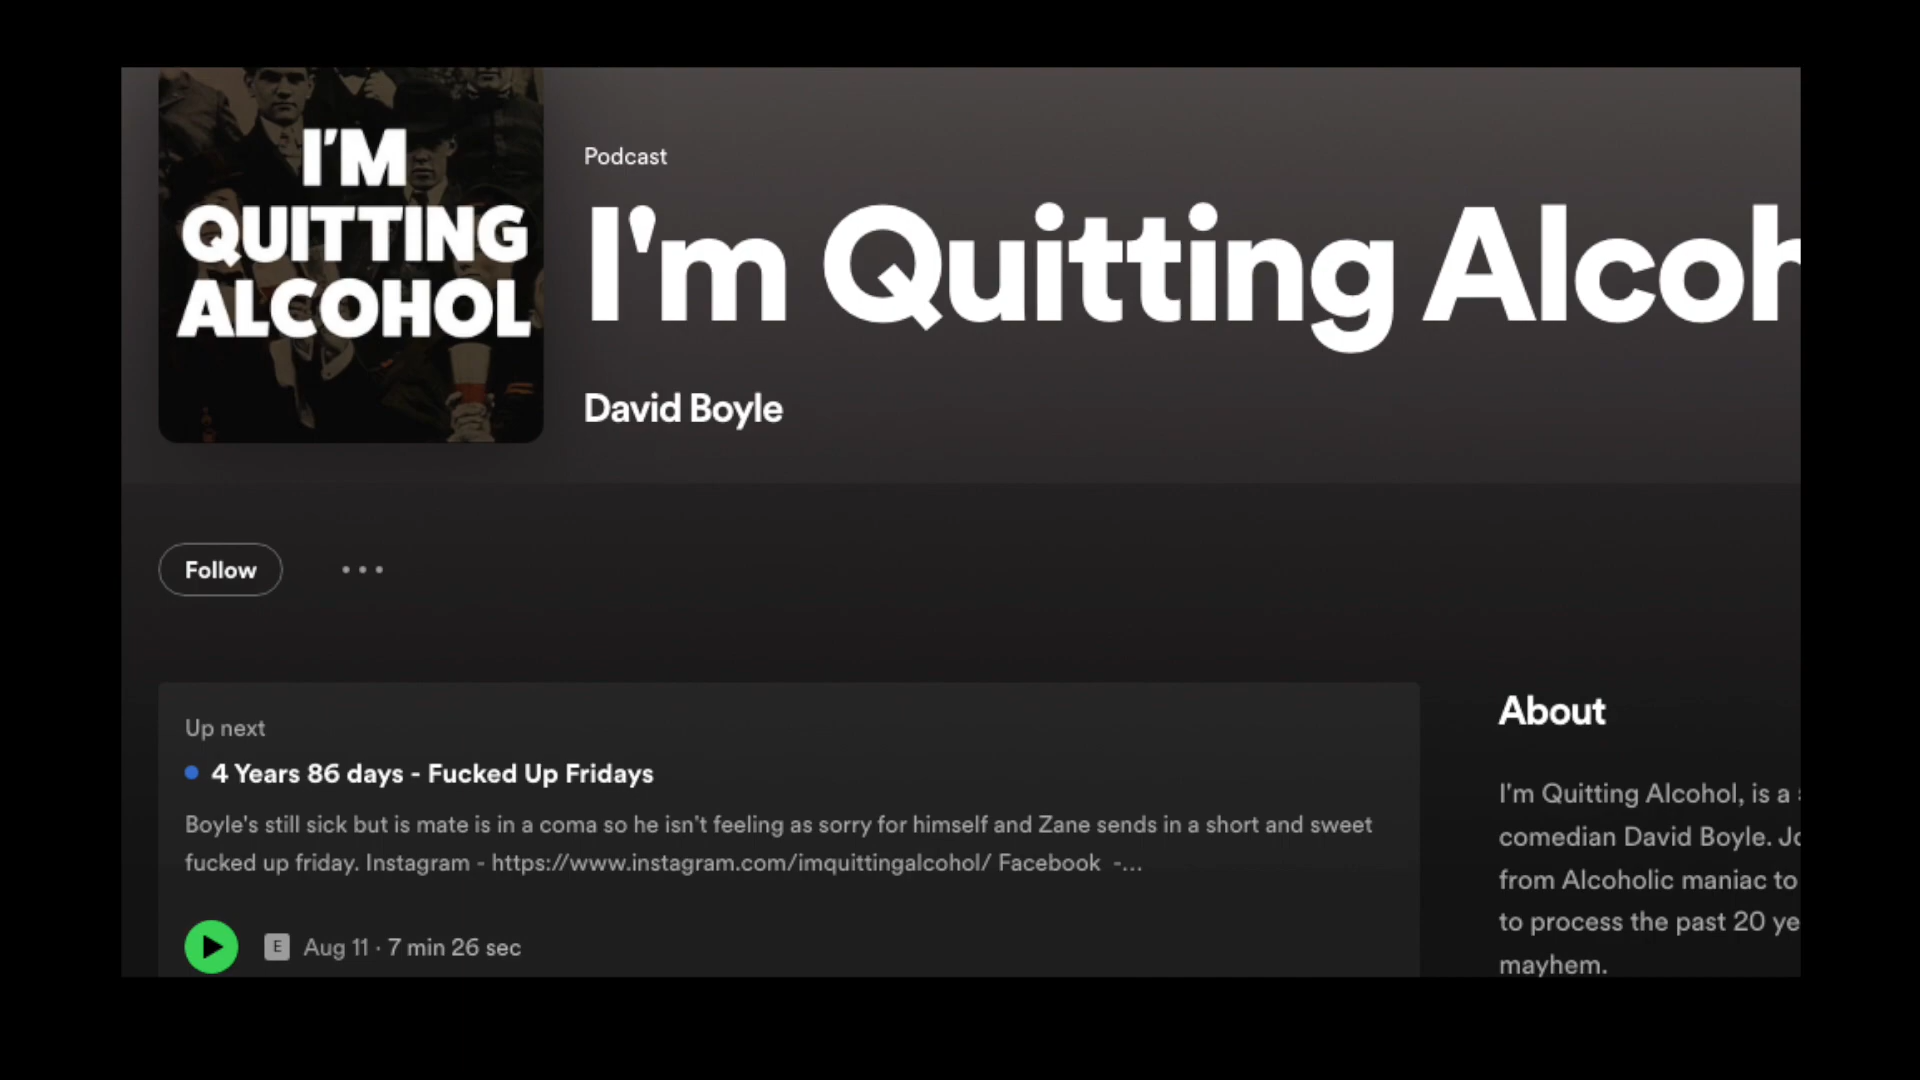 I'M
QUITTING
ALCOHOL
Podcast
I'm Quitting Alcoh
David Boyle
Follow
Up next
4 Years 86 days - Fucked Up Fridays
Boyle's still sick but is mate is in a coma so he isn't feeling as sorry for himself and Zane sends in a short and sweet
fucked up friday. Instagram - https://www.instagram.com/imquittingalcohol/ Facebook -...
E Aug 11 · 7 min 26 sec
About
I'm Quitting Alcohol, is a
comedian David Boyle. Jo
from Alcoholic maniac to
to process the past 20 ye
mayhem.